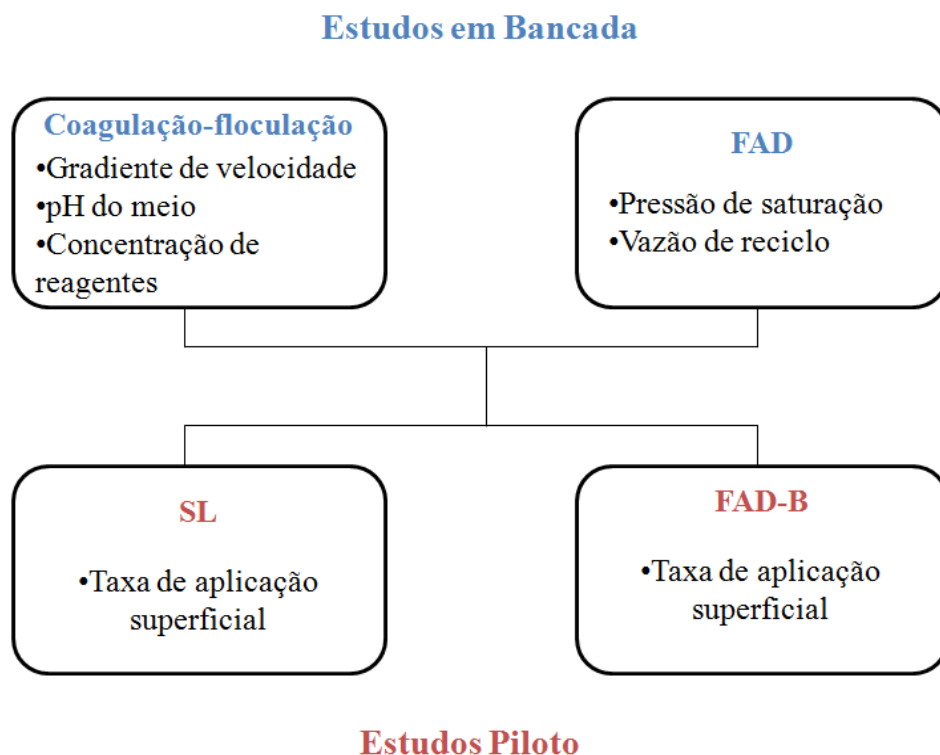 Estudos em Bancada
Coagulação-floculação
•Gradiente de velocidade
•pH do meio
•Concentração de
reagentes
FAD
•Pressão de saturação
•Vazão de reciclo
SL
•Taxa de aplicação
superficial
FAD-B
•Taxa de aplicação
superficial
Estudos Piloto